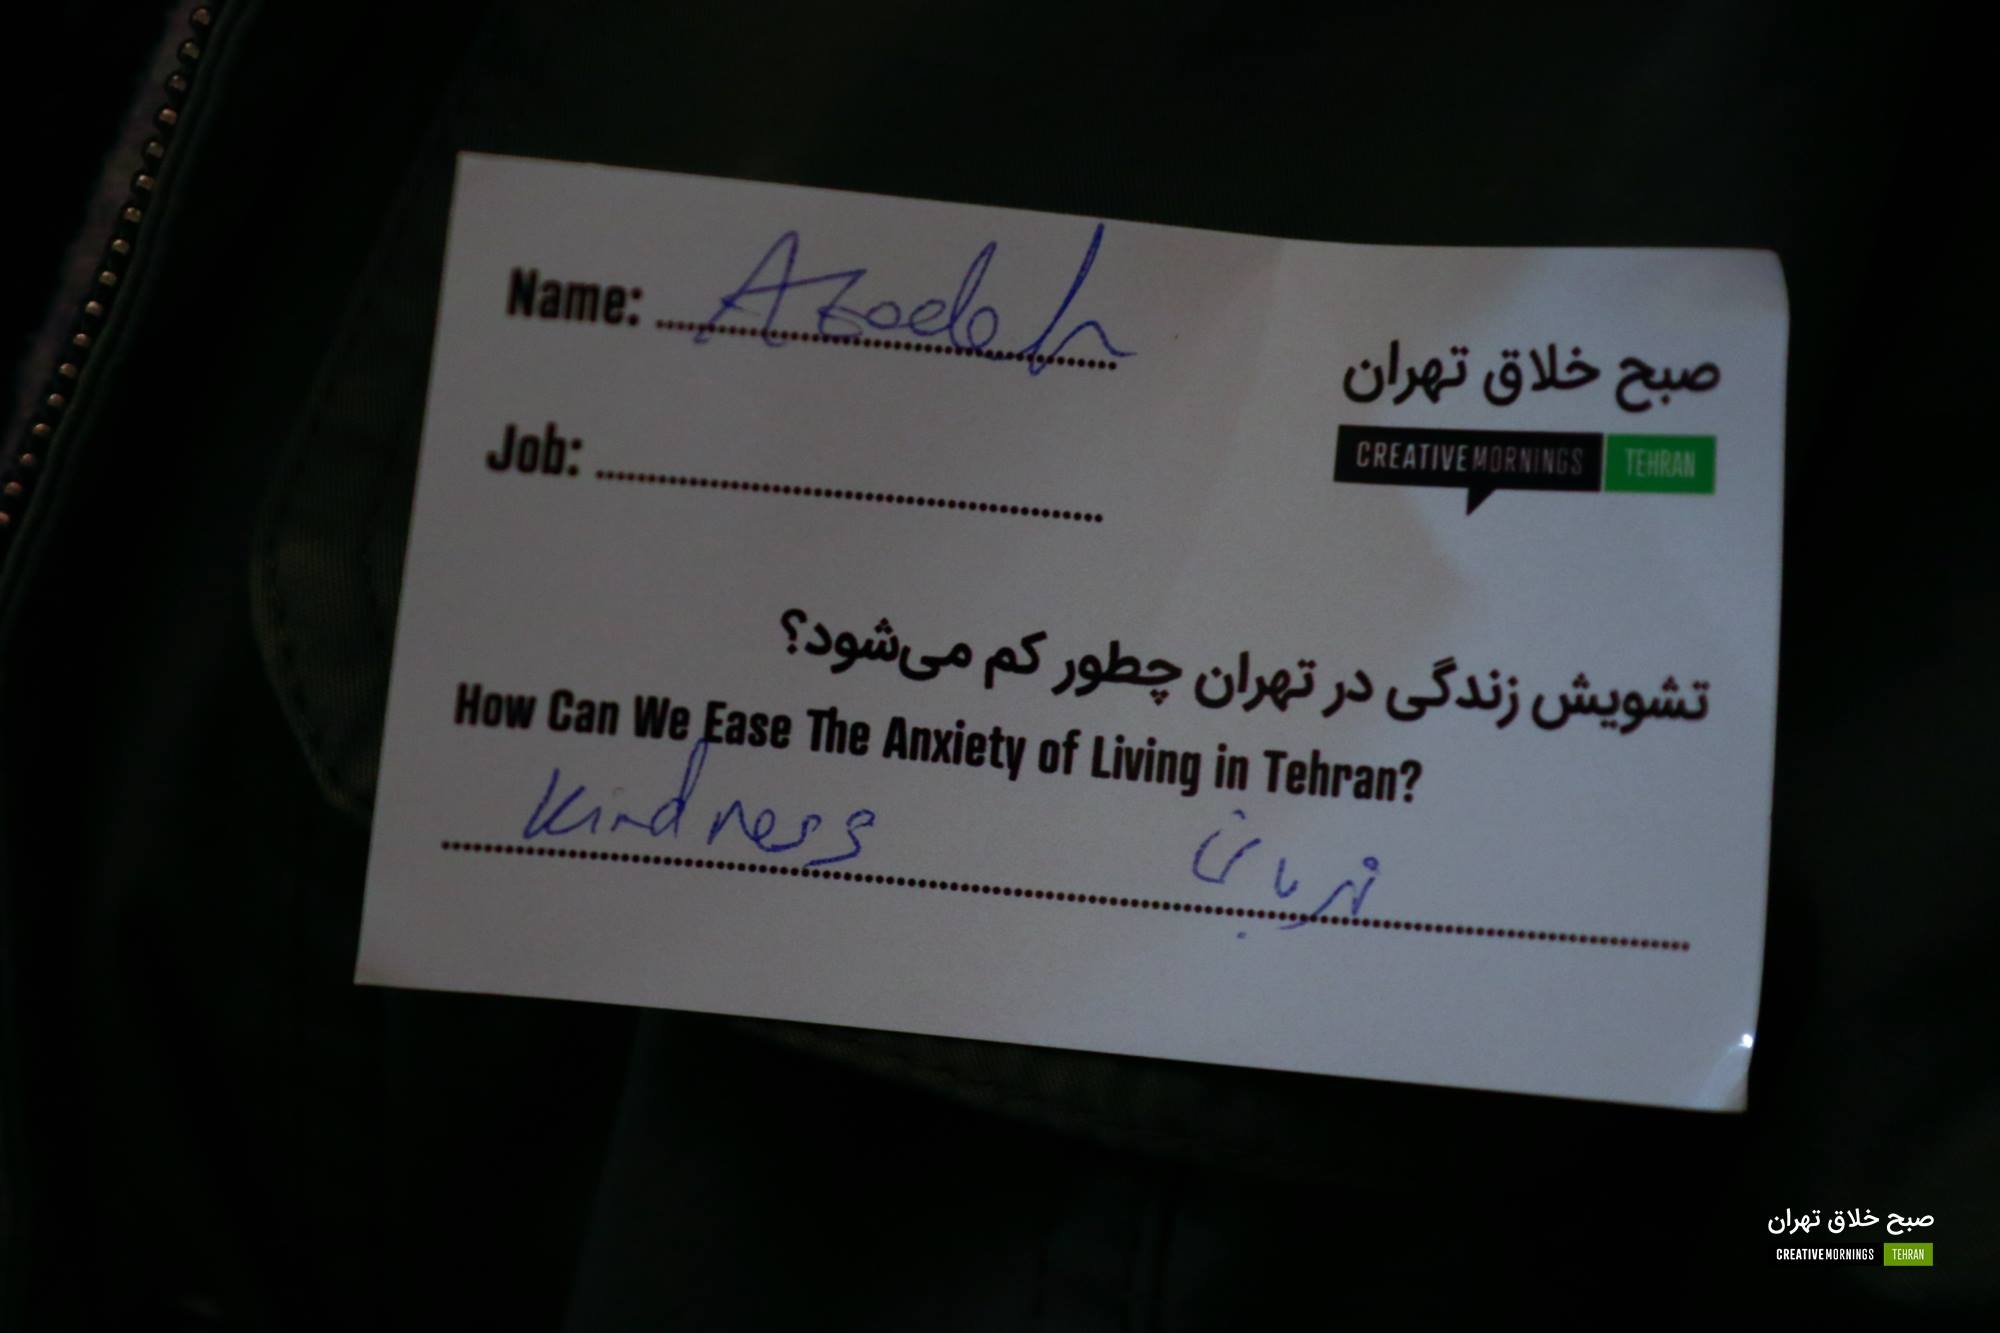 Name: Azadeh
صبح خلاق تهران
CREATIVEMORNINGS TEHRAN
Job:
تشویش زندگی در تهران چطور کم می‌شود؟
How Can We Ease The Anxiety of Living in Tehran?
kindness
صبح خلاق تهران
CREATIVEMORNINGS TEHRAN